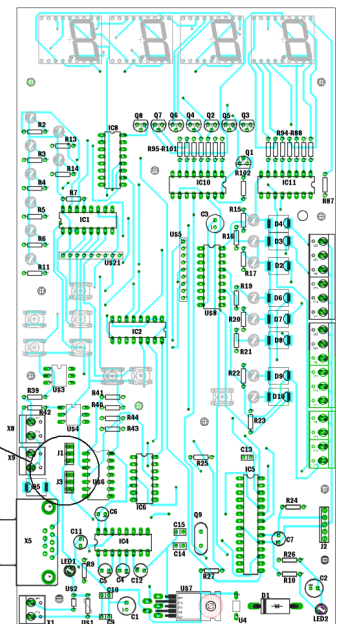 Q8 Q7 Q6 Q4 Q2 Q5 Q3
R2
IC8
R13
R94-R88
R95-R101
Q1
R3
R14
R102
R4
IC10
IC11
R7
R87
R5
IC1
C3
R15
D4
R6
US5
R16
D3
R11
US21
R17
D2
US8
R19
D6
IC2
R20
D7
R21
D8
US3
R22
D9
R39
R41
D10
R42
US4
R44
R43
R23
X8
X9
J1
R25
C13
IC5
J3
US6
IC6
R5
R24
C6
Q9
X5
C11
IC4
C15
C7
J2
C14
R26
LED1
R9
C5 C4 C12
R27
R10
US2
C10
US7
D1
C2
X1
US1
C9
C1
U4
LED2